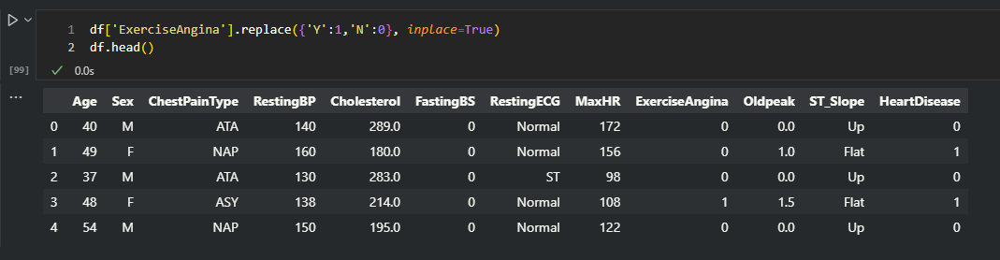 1 df['ExerciseAngina'].replace({'Y':1,'N':0}, inplace=True)
2 df.head()
[99] 0.0s
Age Sex ChestPainType RestingBP Cholesterol FastingBS RestingECG MaxHR ExerciseAngina Oldpeak ST_Slope HeartDisease
0 40 M ATA 140 289.0 0 Normal 172 0 0.0 Up 0
1 49 F NAP 160 180.0 0 Normal 156 0 1.0 Flat 1
2 37 M ATA 130 283.0 0 ST 98 0 0.0 Up 0
3 48 F ASY 138 214.0 0 Normal 108 1 1.5 Flat 1
4 54 M NAP 150 195.0 0 Normal 122 0 0.0 Up 0